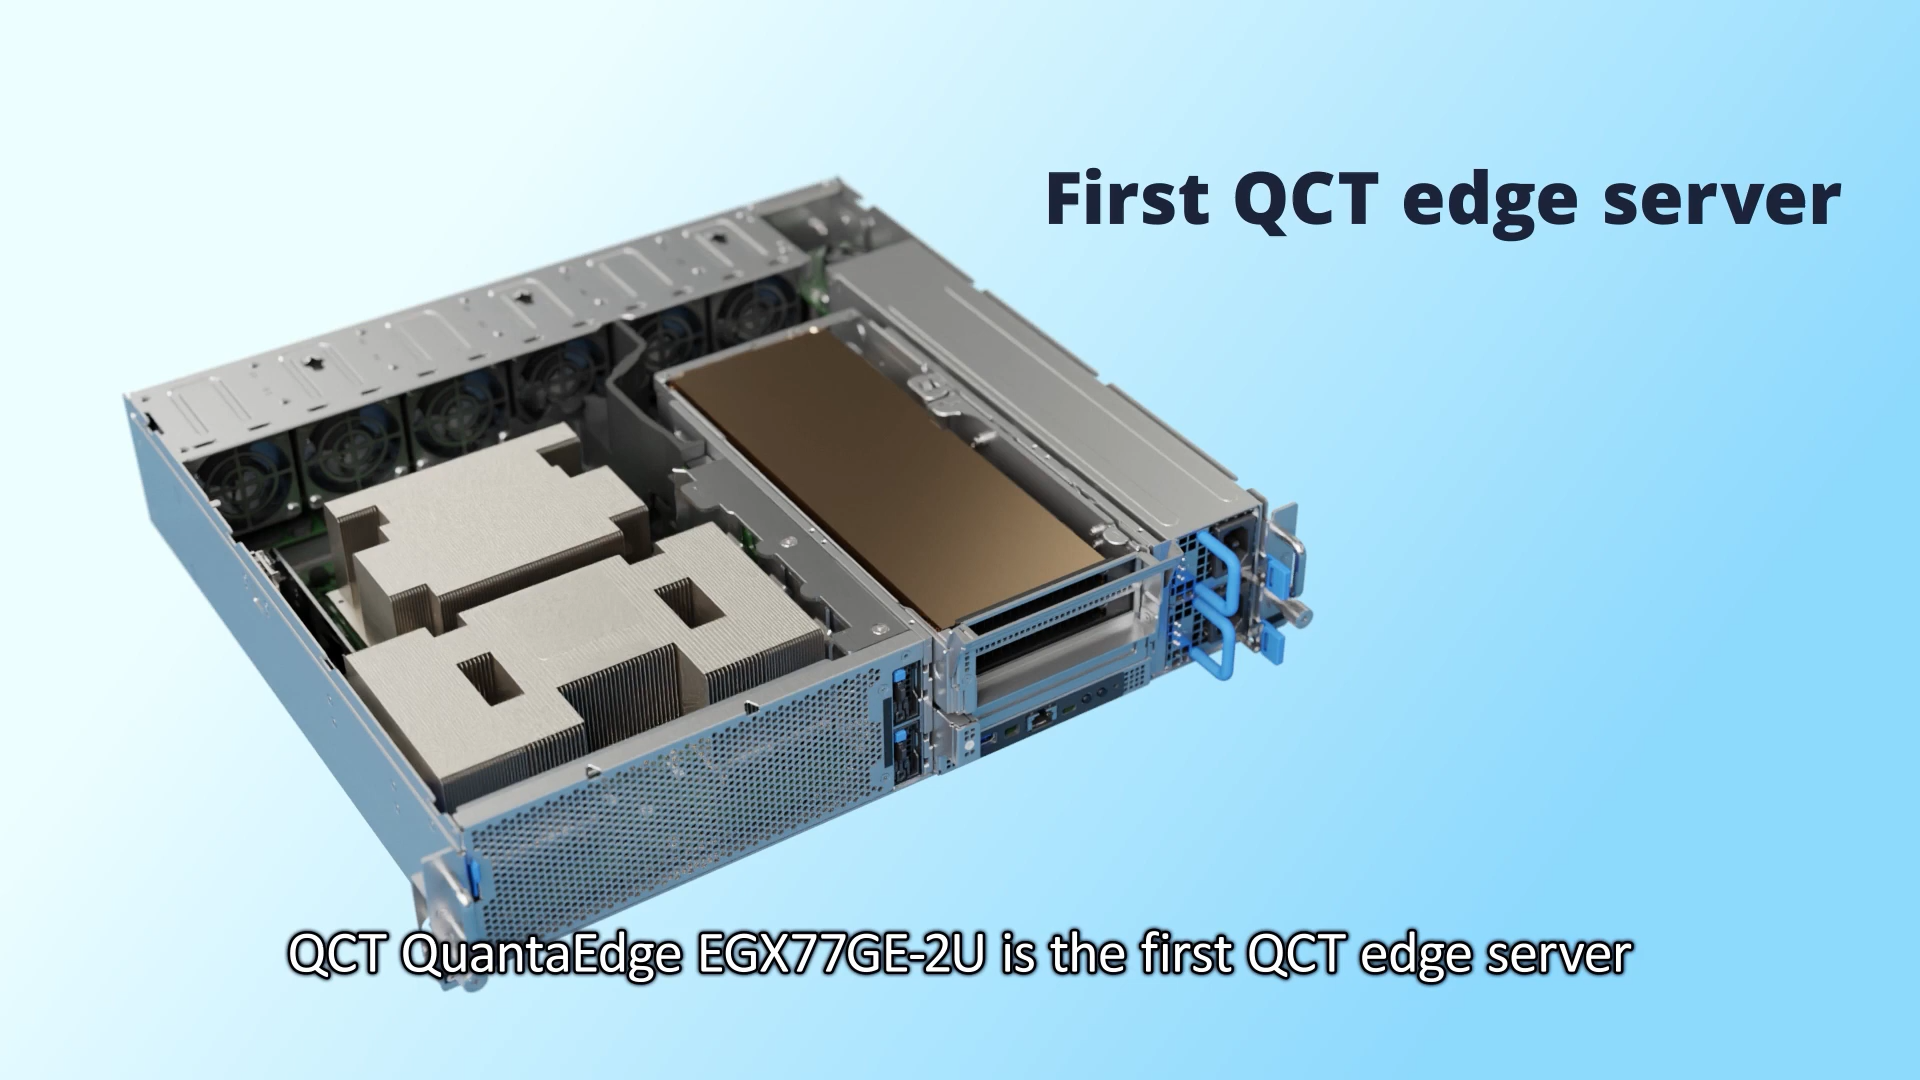 First QCT edge server
QCT QuantaEdge EGX77GE-2U is the first QCT edge server